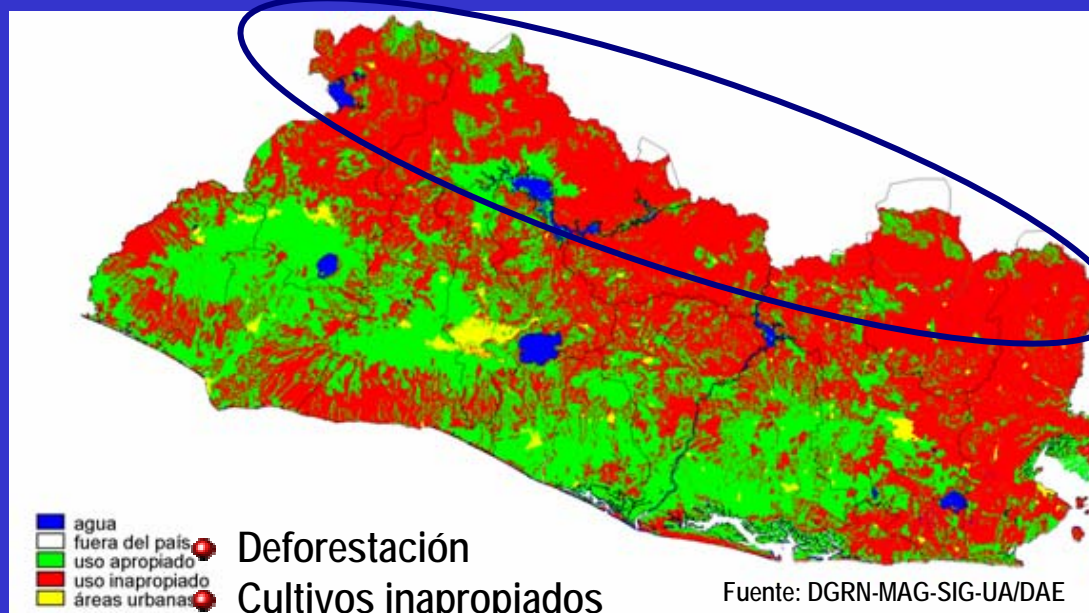 agua
fuera del país
uso apropiado
uso inapropiado
áreas urbanas
Deforestación
Cultivos inapropiados
Fuente: DGRN-MAG-SIG-UA/DAE